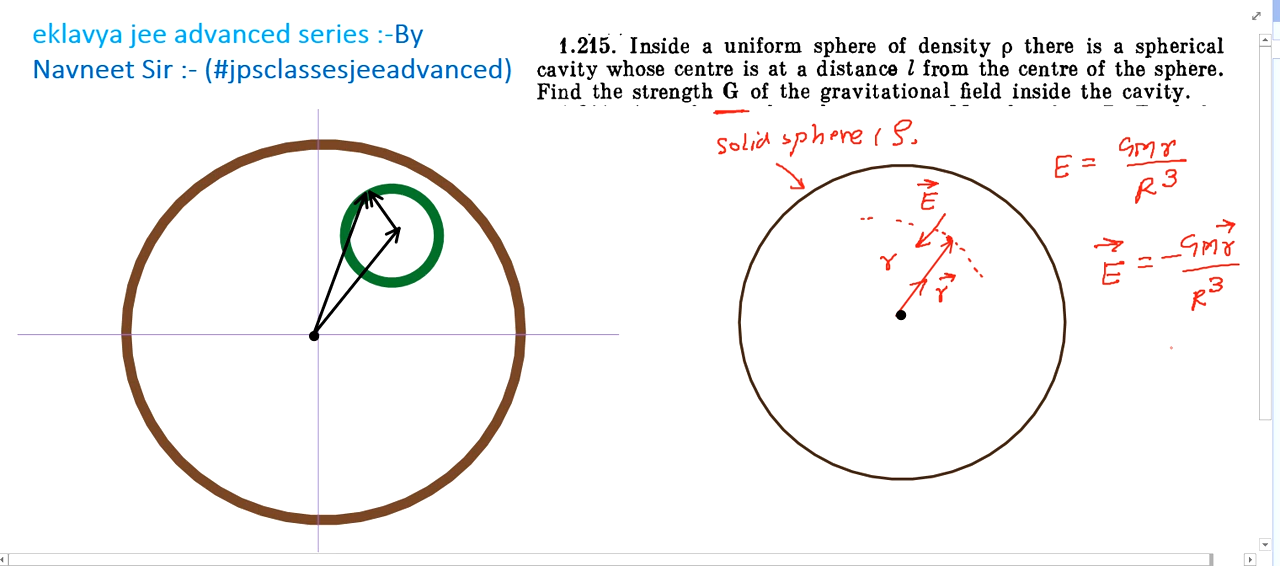 eklavya jee advanced series :-By
Navneet Sir :- (#jpsclassesjeeadvanced)
1.215. Inside a uniform sphere of density ρ there is a spherical
cavity whose centre is at a distance l from the centre of the sphere.
Find the strength G of the gravitational field inside the cavity.
Solid sphere, ρ.
E = GMr/R³
E⃗ = -GMr⃗/R³
E⃗
r
r⃗